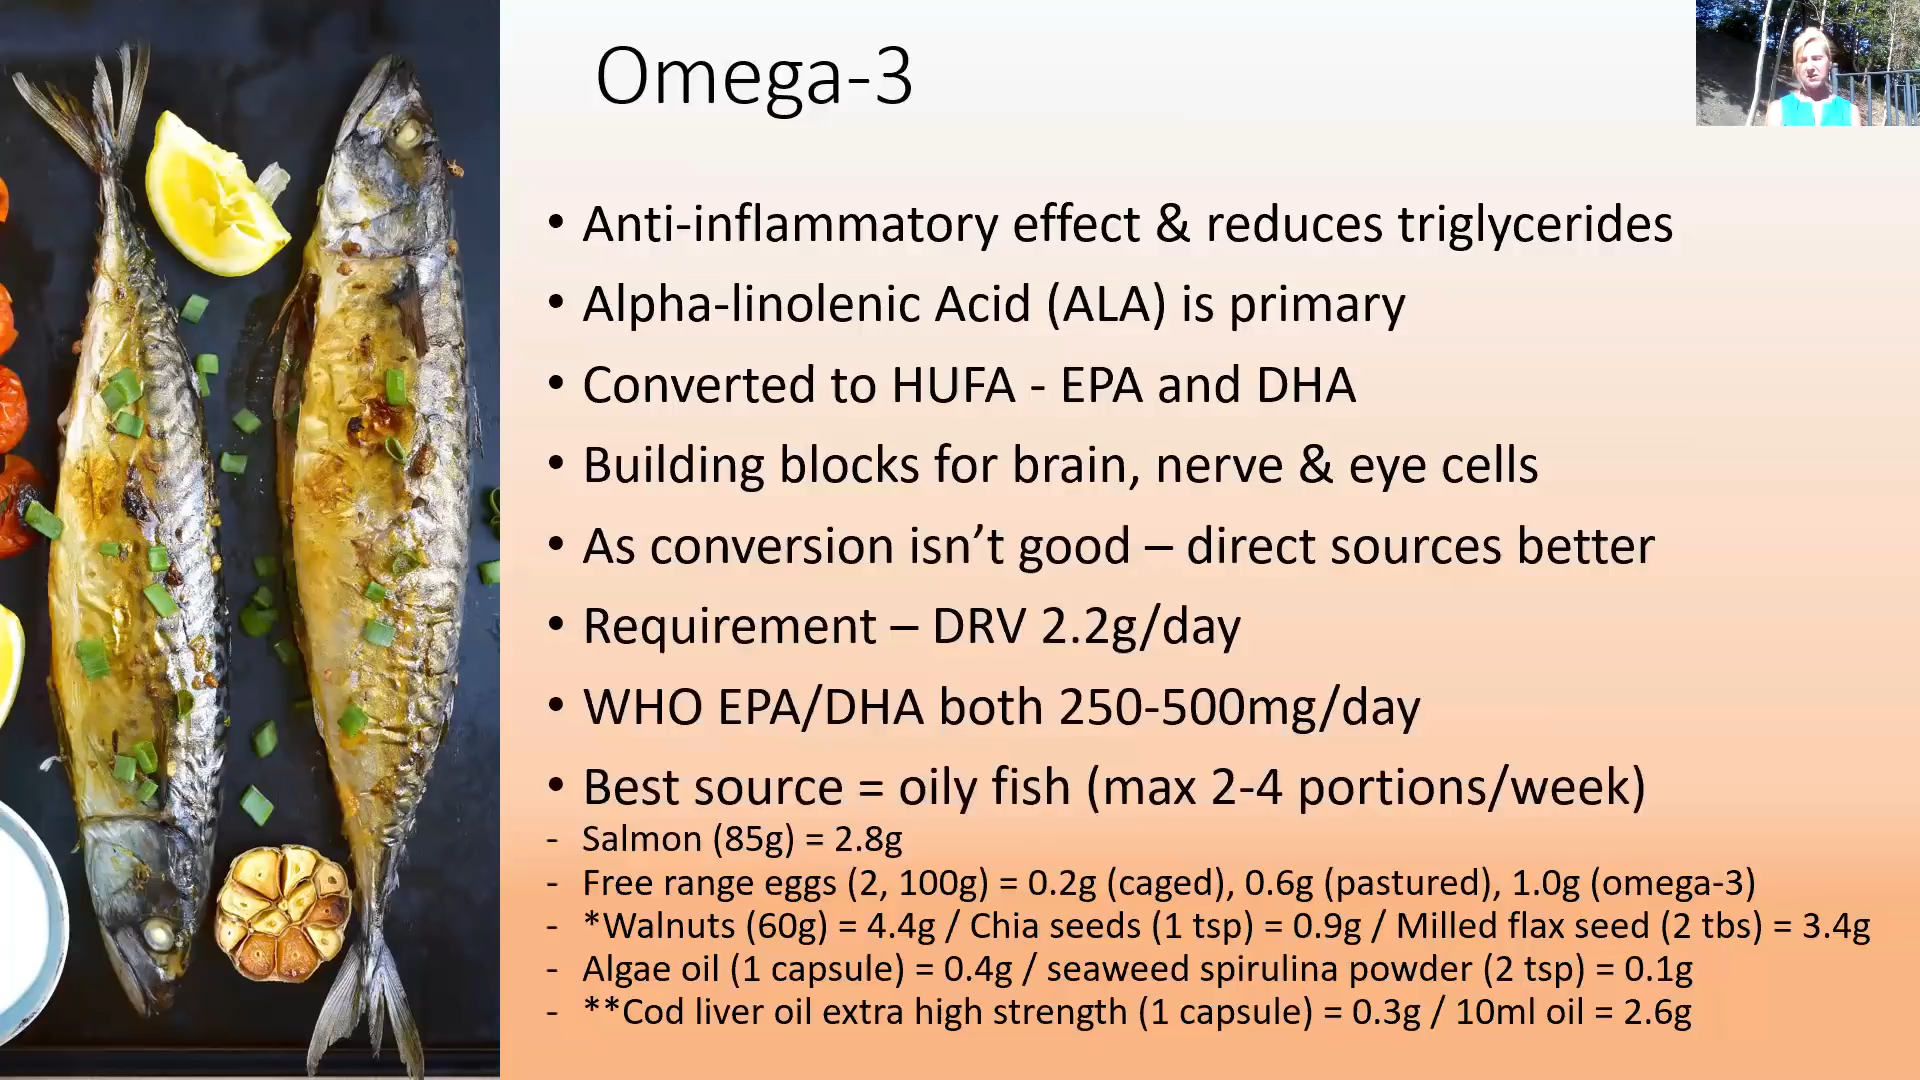 Omega-3
• Anti-inflammatory effect & reduces triglycerides
• Alpha-linolenic Acid (ALA) is primary
• Converted to HUFA - EPA and DHA
• Building blocks for brain, nerve & eye cells
• As conversion isn’t good – direct sources better
• Requirement – DRV 2.2g/day
• WHO EPA/DHA both 250-500mg/day
• Best source = oily fish (max 2-4 portions/week)
- Salmon (85g) = 2.8g
- Free range eggs (2, 100g) = 0.2g (caged), 0.6g (pastured), 1.0g (omega-3)
- *Walnuts (60g) = 4.4g / Chia seeds (1 tsp) = 0.9g / Milled flax seed (2 tbs) = 3.4g
- Algae oil (1 capsule) = 0.4g / seaweed spirulina powder (2 tsp) = 0.1g
- **Cod liver oil extra high strength (1 capsule) = 0.3g / 10ml oil = 2.6g